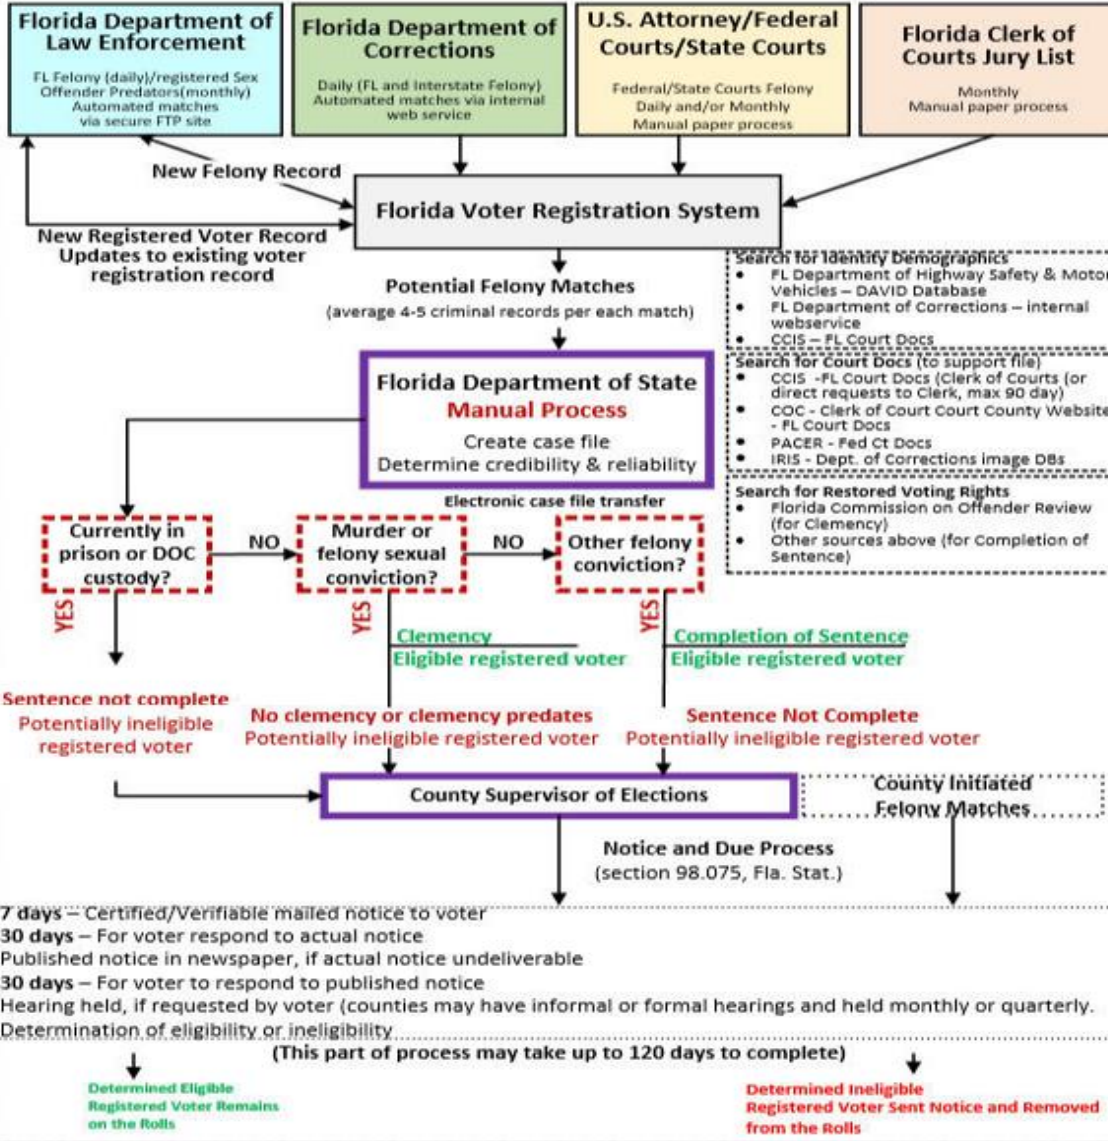 Florida Department of
Law Enforcement
FL Felony (daily)/registered Sex
Offender Predators(monthly)
Automated matches
via secure FTP site
Florida Department of
Corrections
Daily (FL and Interstate Felony)
Automated matches via internal
web service
U.S. Attorney/Federal
Courts/State Courts
Federal/State Courts Felony
Daily and/or Monthly
Manual paper process
Florida Clerk of
Courts Jury List
Monthly
Manual paper process
New Felony Record
Florida Voter Registration System
New Registered Voter Record
Updates to existing voter
registration record
Potential Felony Matches
(average 4-5 criminal records per each match)
Search for Identity Demographics
• FL Department of Highway Safety & Motor
Vehicles – DAVID Database
• FL Department of Corrections – internal
webservice
• CCIS – FL Court Docs
Search for Court Docs (to support file)
• CCIS -FL Court Docs (Clerk of Courts (or
direct requests to Clerk, max 90 day)
• COC - Clerk of Court Court County Website
- FL Court Docs
• PACER - Fed Ct Docs
• IRIS - Dept. of Corrections image DBs
Search for Restored Voting Rights
• Florida Commission on Offender Review
(for Clemency)
• Other sources above (for Completion of
Sentence)
Florida Department of State
Manual Process
Create case file
Determine credibility & reliability
Electronic case file transfer
Currently in
prison or DOC
custody?
NO
Murder or
felony sexual
conviction?
NO
Other felony
conviction?
YES
YES
YES
Clemency
Eligible registered voter
Completion of Sentence
Eligible registered voter
Sentence not complete
Potentially ineligible
registered voter
No clemency or clemency predates
Potentially ineligible registered voter
Sentence Not Complete
Potentially ineligible registered voter
County Supervisor of Elections
County Initiated
Felony Matches
Notice and Due Process
(section 98.075, Fla. Stat.)
7 days – Certified/Verifiable mailed notice to voter
30 days – For voter respond to actual notice
Published notice in newspaper, if actual notice undeliverable
30 days – For voter to respond to published notice
Hearing held, if requested by voter (counties may have informal or formal hearings and held monthly or quarterly.
Determination of eligibility or ineligibility
(This part of process may take up to 120 days to complete)
Determined Eligible
Registered Voter Remains
on the Rolls
Determined Ineligible
Registered Voter Sent Notice and Removed
from the Rolls